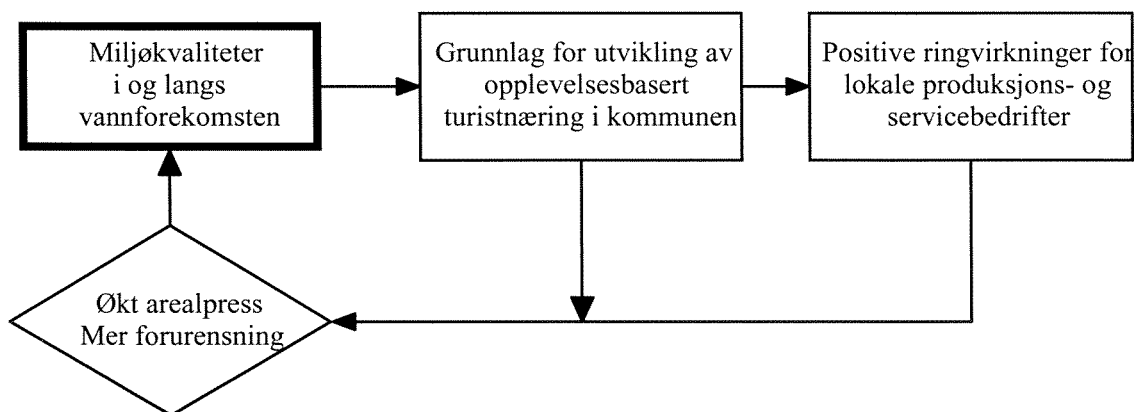 Miljøkvaliteter
i og langs
vannforekomsten
Grunnlag for utvikling av
opplevelsesbasert
turistnæring i kommunen
Positive ringvirkninger for
lokale produksjons- og
servicebedrifter
Økt arealpress
Mer forurensning